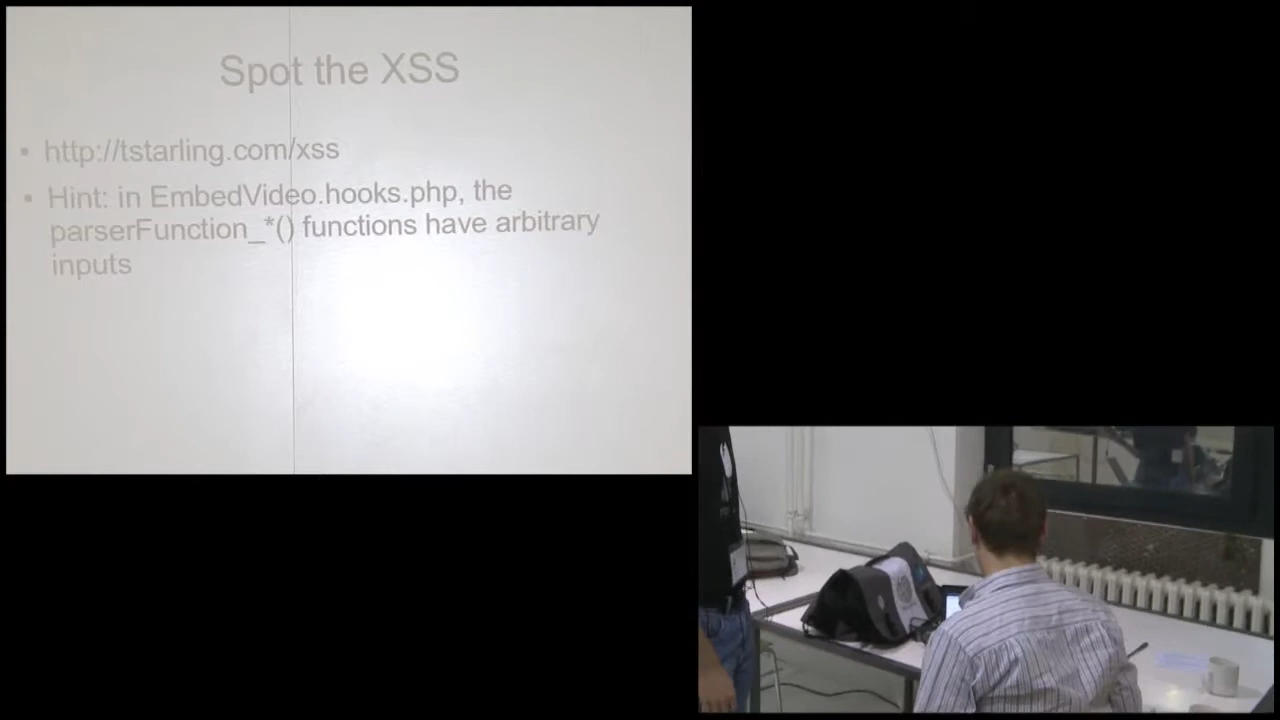 Spot the XSS
• http://tstarling.com/xss
• Hint: in EmbedVideo.hooks.php, the
parserFunction_*() functions have arbitrary
inputs